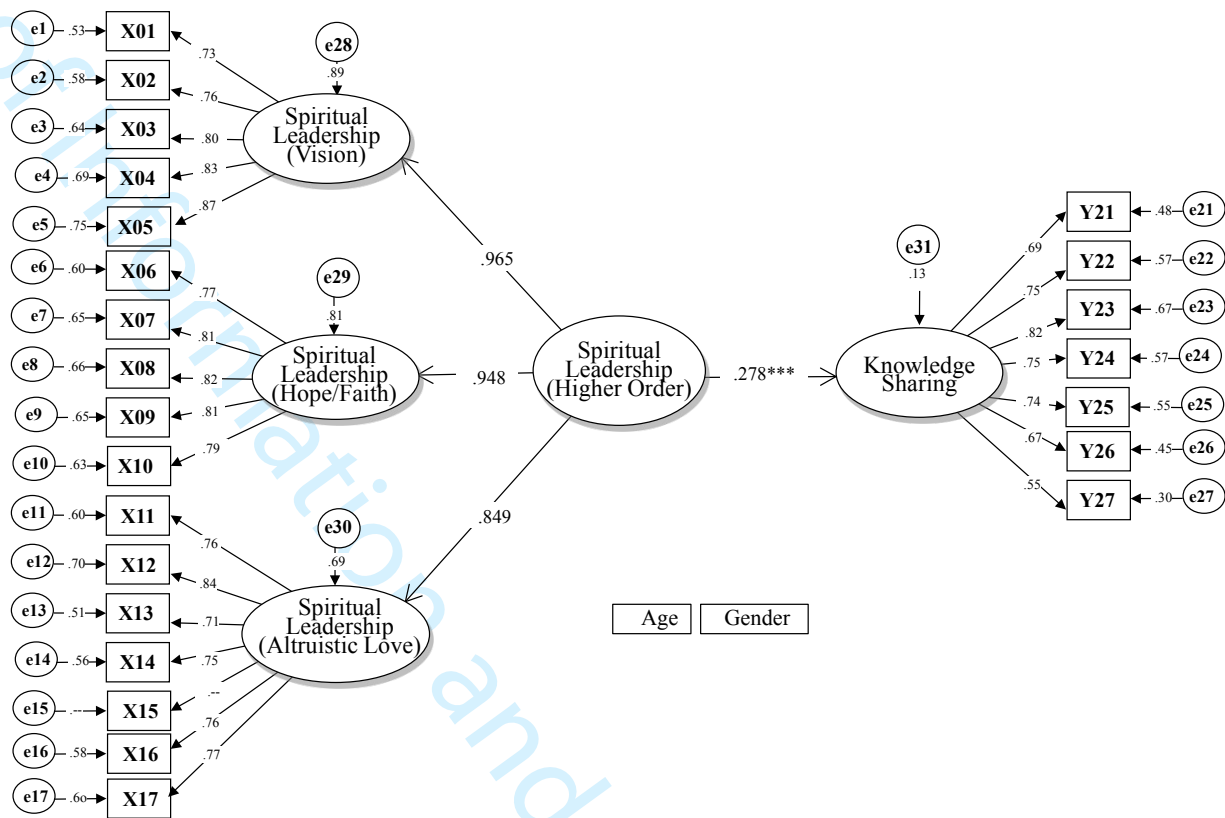 e1 .53 X01
.73
e2 .58 X02
.76
e3 .64 X03
.80
e4 .69 X04
.83
e5 .75 X05
.87
e28
.89
Spiritual
Leadership
(Vision)
.965
e6 .60 X06
.77
e7 .65 X07
.81
e8 .66 X08
.82
e9 .65 X09
.81
e10 .63 X10
.79
e29
.81
Spiritual
Leadership
(Hope/Faith)
.948
e11 .60 X11
.76
e12 .70 X12
.84
e13 .51 X13
.71
e14 .56 X14
.75
e15 .-- X15
.--
e16 .58 X16
.76
e17 .6o X17
.77
e30
.69
Spiritual
Leadership
(Altruistic Love)
.849
Spiritual
Leadership
(Higher Order)
.278***
e31
.13
Knowledge
Sharing
.69
Y21 .48 e21
.75
Y22 .57 e22
.82
Y23 .67 e23
.75
Y24 .57 e24
.74
Y25 .55 e25
.67
Y26 .45 e26
.55
Y27 .30 e27
Age Gender
of Information and